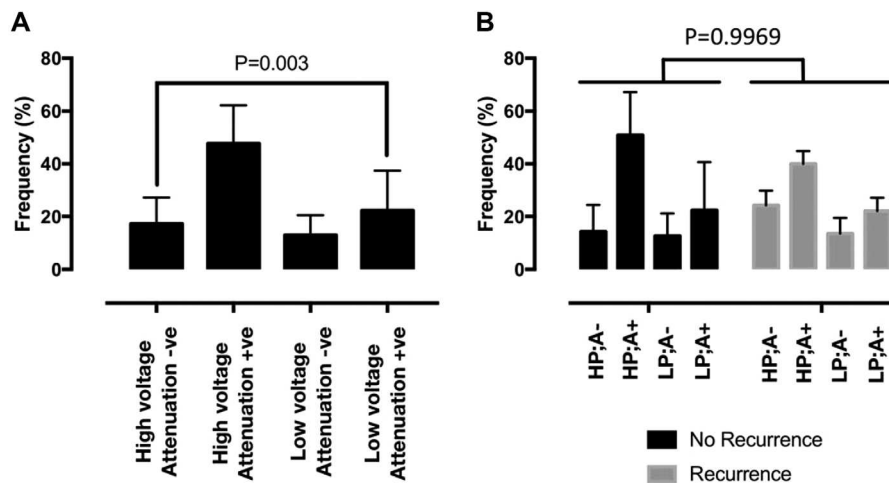 A
P=0.003
Frequency (%)
80
60
40
20
0
High voltage
Attenuation -ve
High voltage
Attenuation +ve
Low voltage
Attenuation -ve
Low voltage
Attenuation +ve
B
P=0.9969
Frequency (%)
80
60
40
20
0
HP;A-
HP;A+
LP;A-
LP;A+
HP;A-
HP;A+
LP;A-
LP;A+
No Recurrence
Recurrence